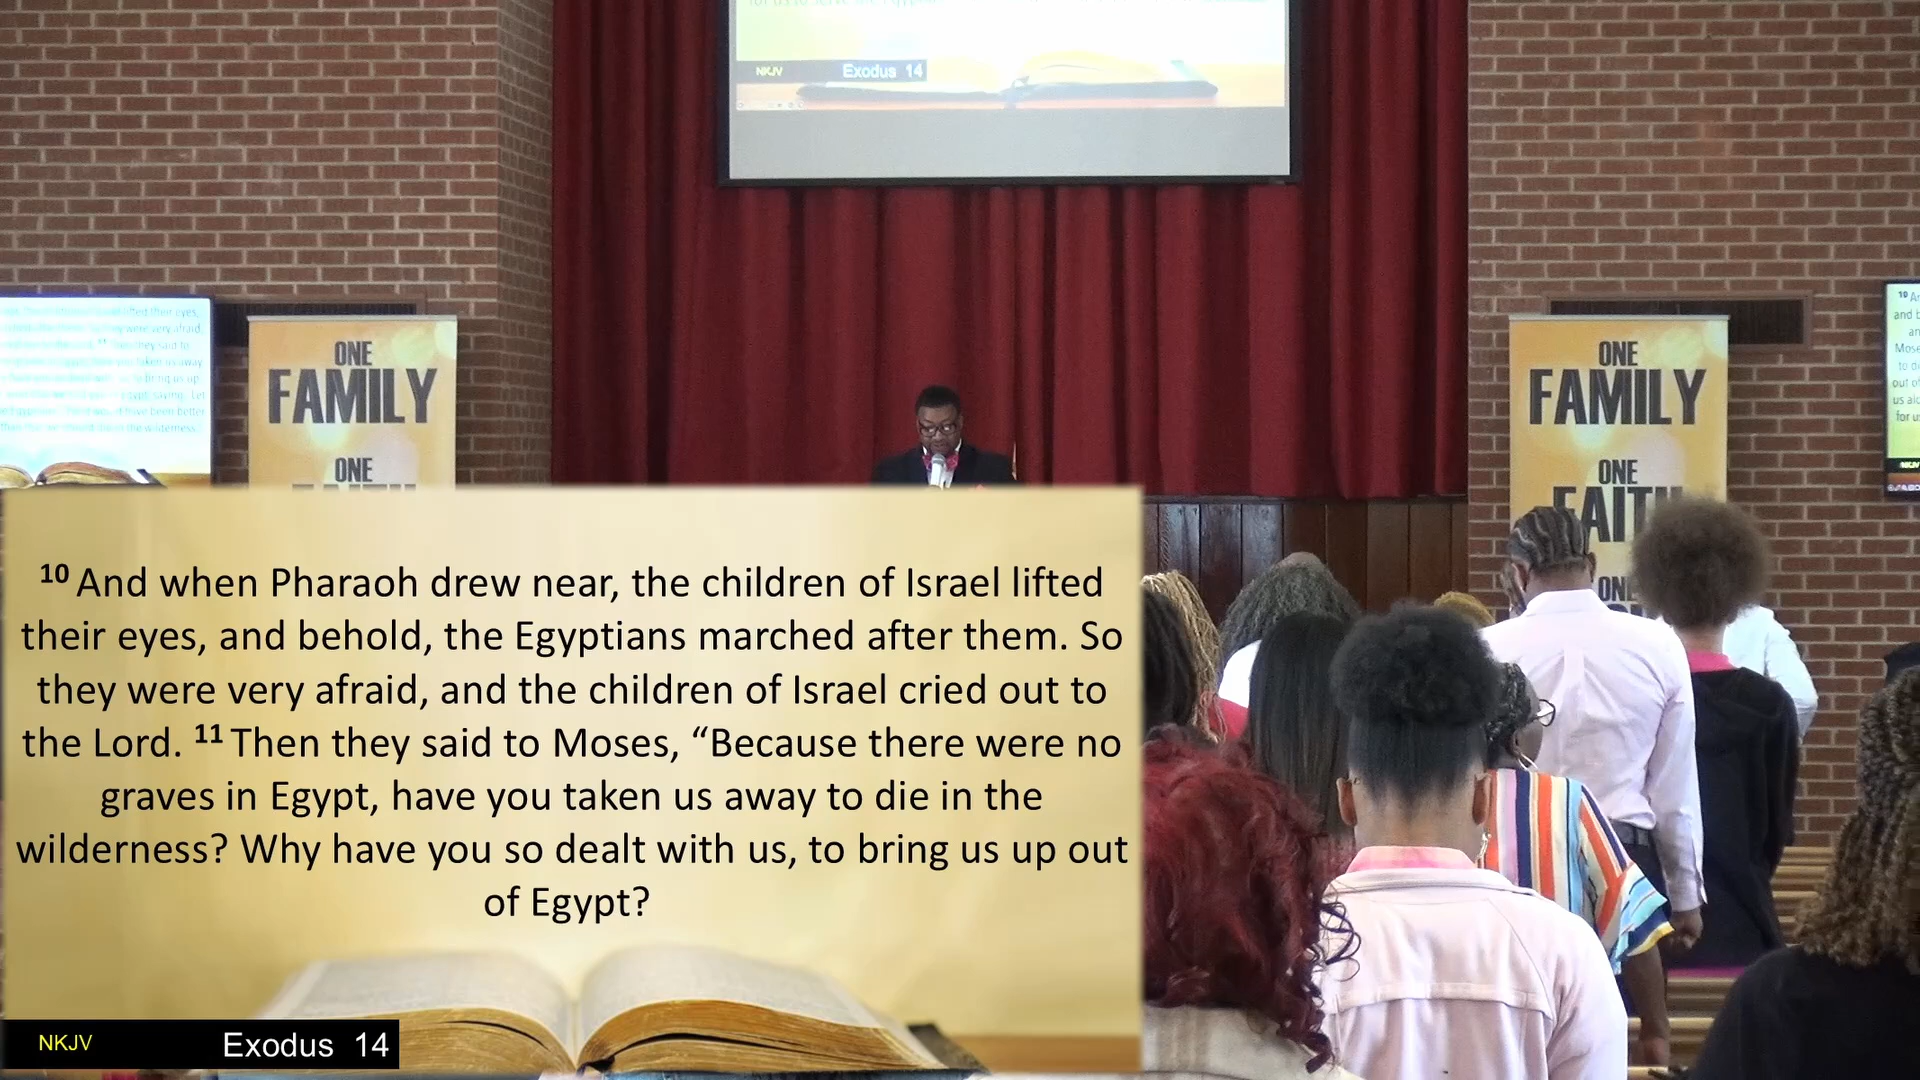 NKJV Exodus 14
ONE
FAMILY
ONE
ONE
FAMILY
ONE
FAITH
ONE
10 And when Pharaoh drew near, the children of Israel lifted
their eyes, and behold, the Egyptians marched after them. So
they were very afraid, and the children of Israel cried out to
the Lord. 11 Then they said to Moses, “Because there were no
graves in Egypt, have you taken us away to die in the
wilderness? Why have you so dealt with us, to bring us up out
of Egypt?
NKJV Exodus 14